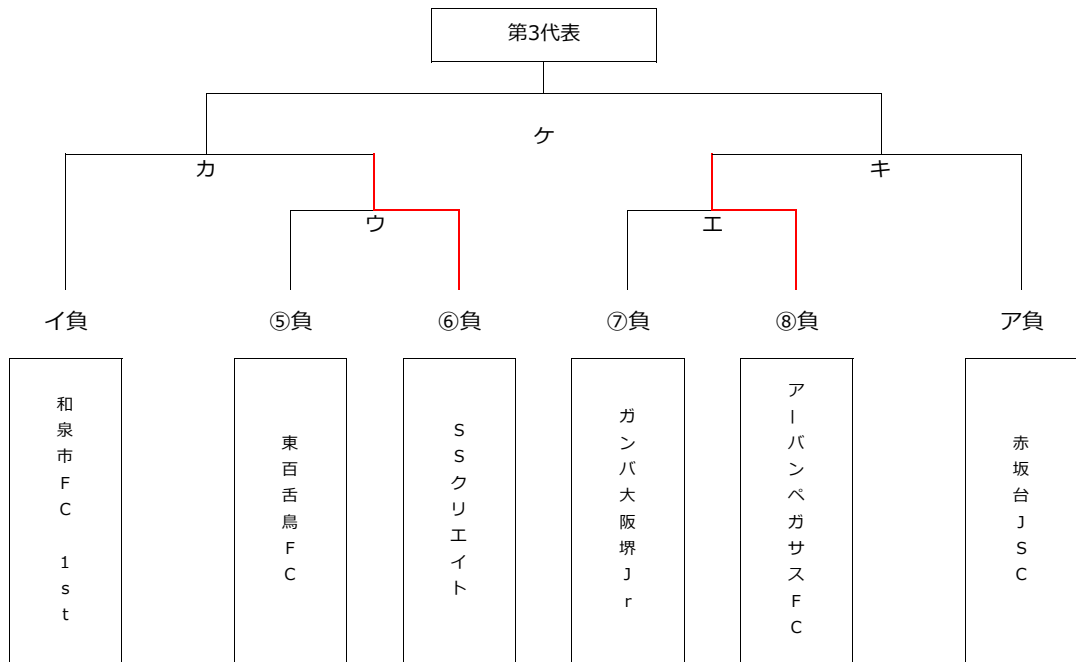 第3代表
ケ
カ
キ
ウ
エ
イ負
⑤負
⑥負
⑦負
⑧負
ア負
和泉市FC 1st
東百舌鳥FC
SSクリエイト
ガンバ大阪堺Jr
アーバンペガサスFC
赤坂台JSC